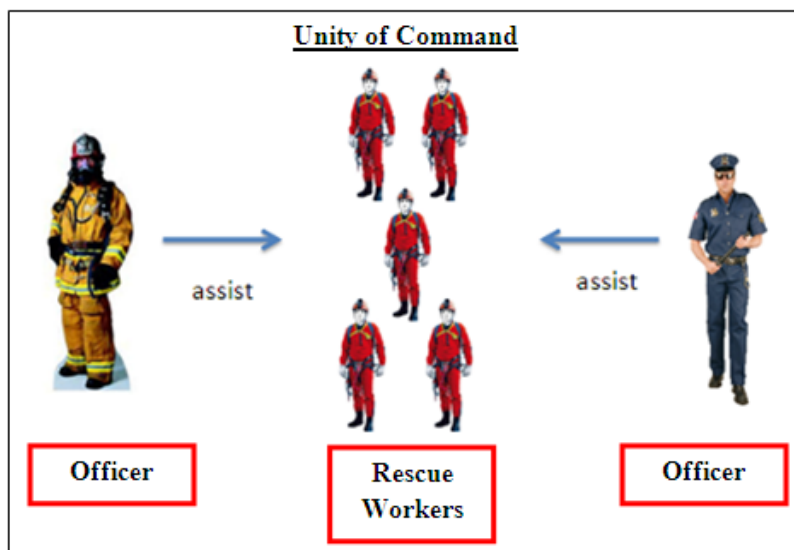 Unity of Command
assist
assist
Officer
Rescue
Workers
Officer